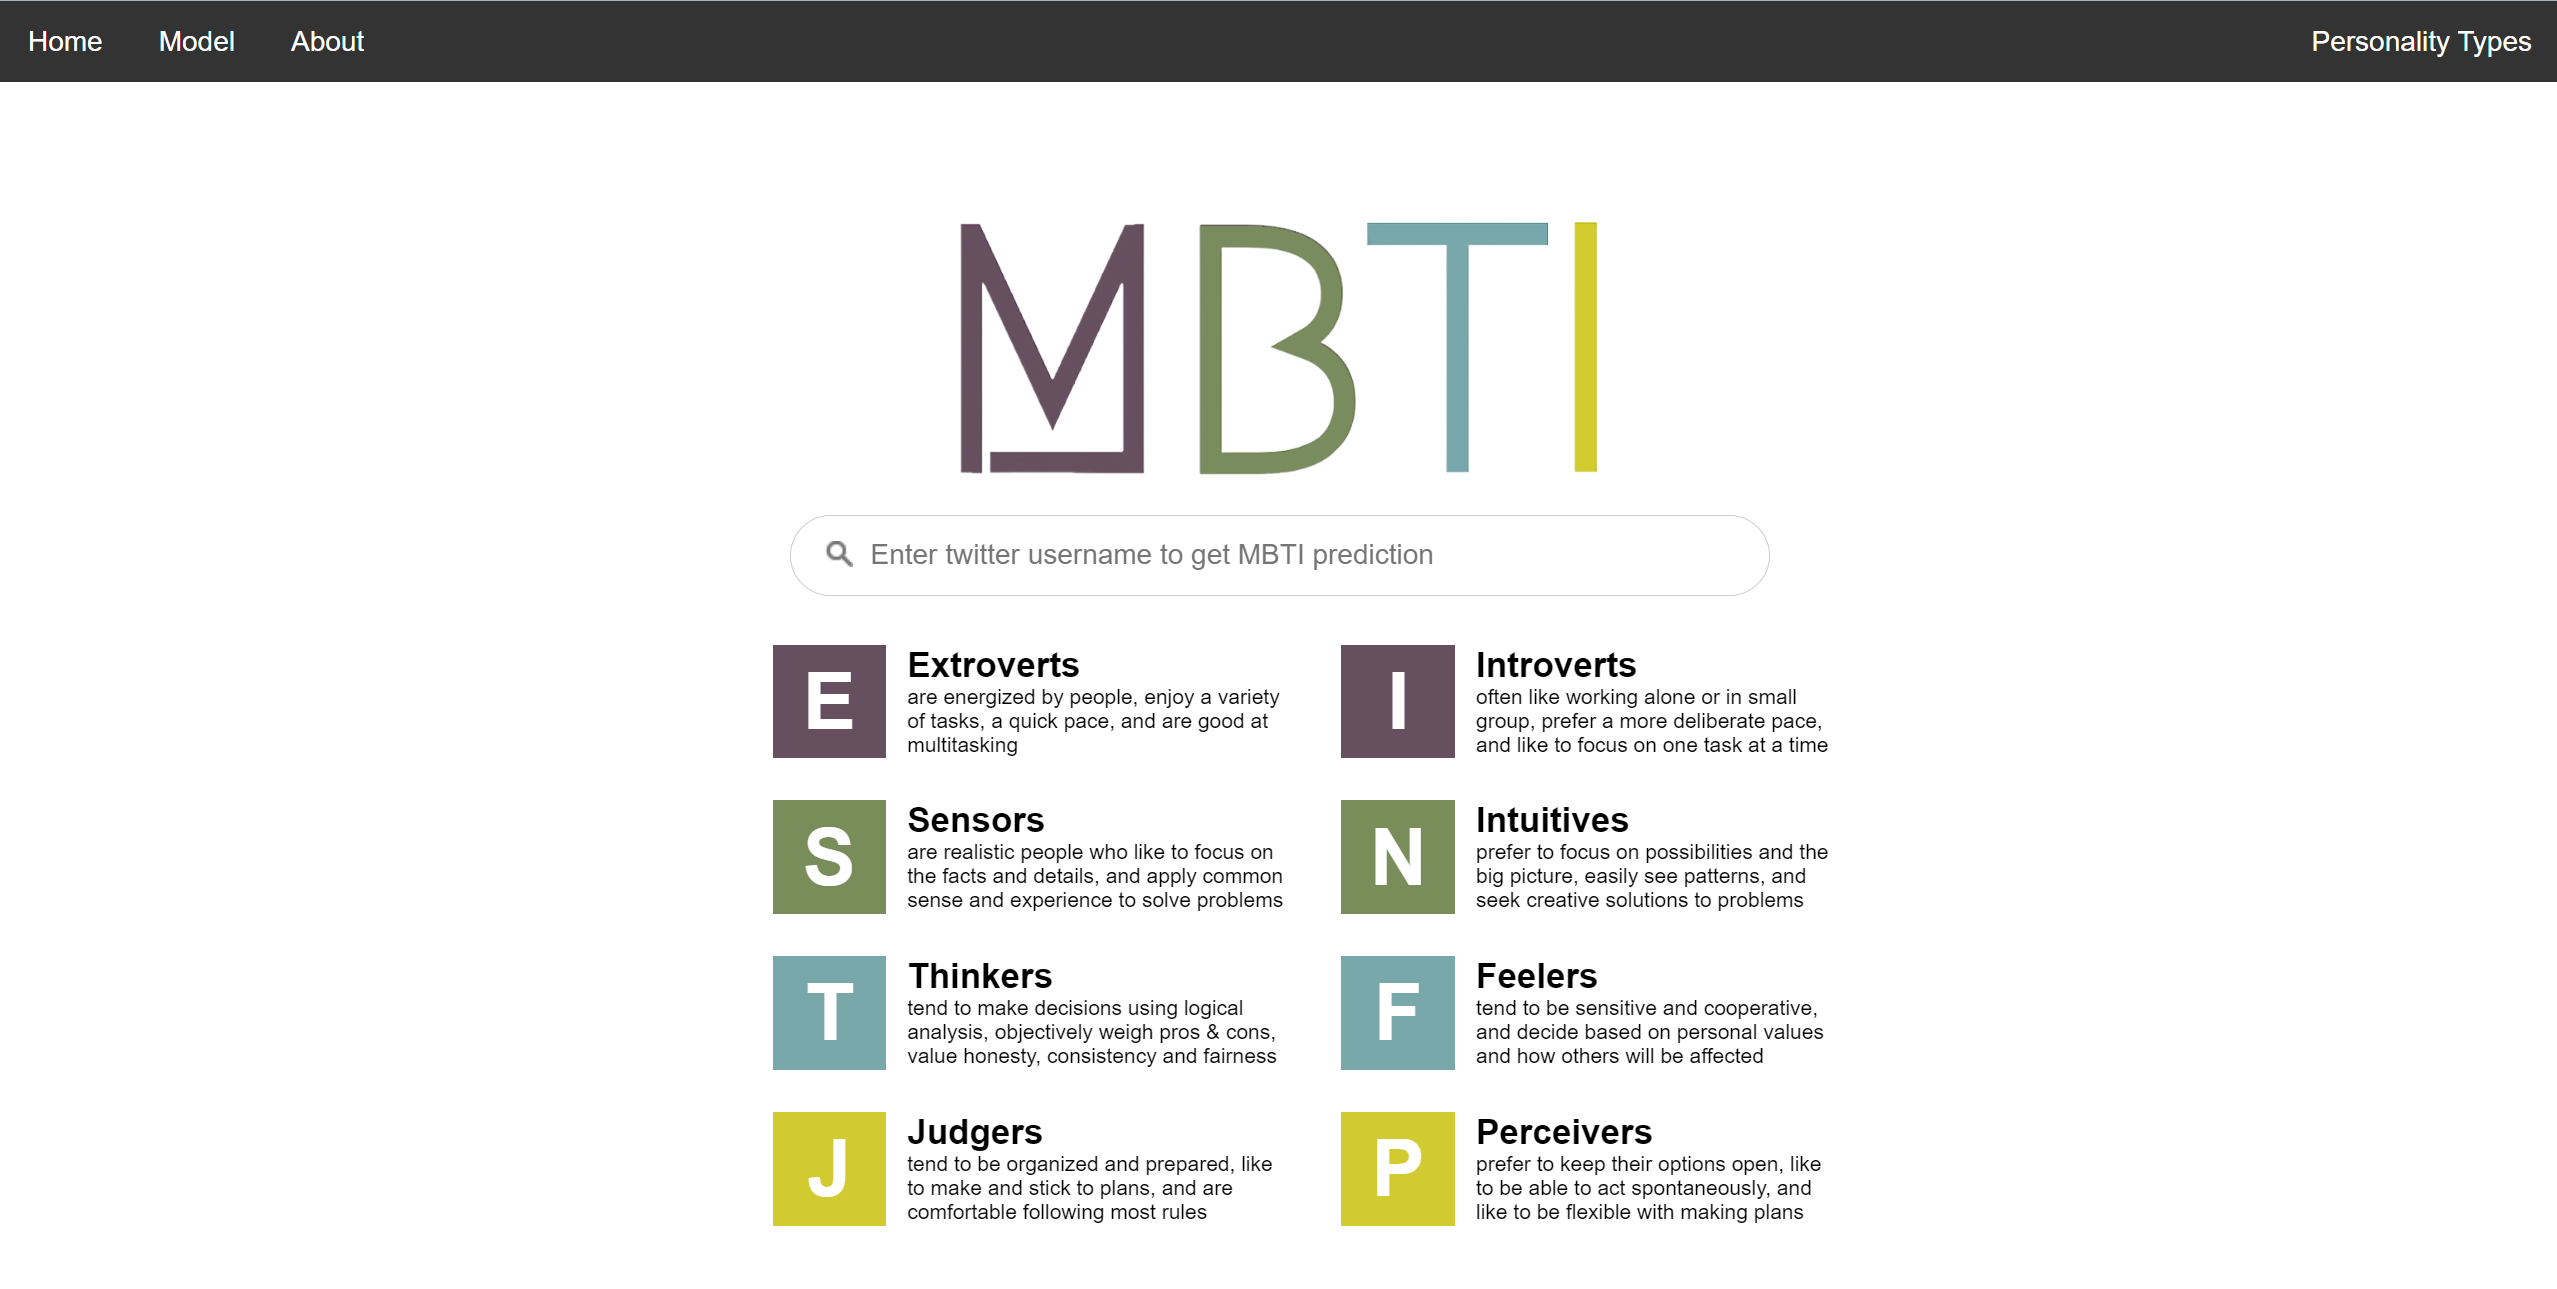 Home Model About Personality Types
MBTI
Enter twitter username to get MBTI prediction
E
Extroverts
are energized by people, enjoy a variety
of tasks, a quick pace, and are good at
multitasking
I
Introverts
often like working alone or in small
group, prefer a more deliberate pace,
and like to focus on one task at a time
S
Sensors
are realistic people who like to focus on
the facts and details, and apply common
sense and experience to solve problems
N
Intuitives
prefer to focus on possibilities and the
big picture, easily see patterns, and
seek creative solutions to problems
T
Thinkers
tend to make decisions using logical
analysis, objectively weigh pros & cons,
value honesty, consistency and fairness
F
Feelers
tend to be sensitive and cooperative,
and decide based on personal values
and how others will be affected
J
Judgers
tend to be organized and prepared, like
to make and stick to plans, and are
comfortable following most rules
P
Perceivers
prefer to keep their options open, like
to be able to act spontaneously, and
like to be flexible with making plans